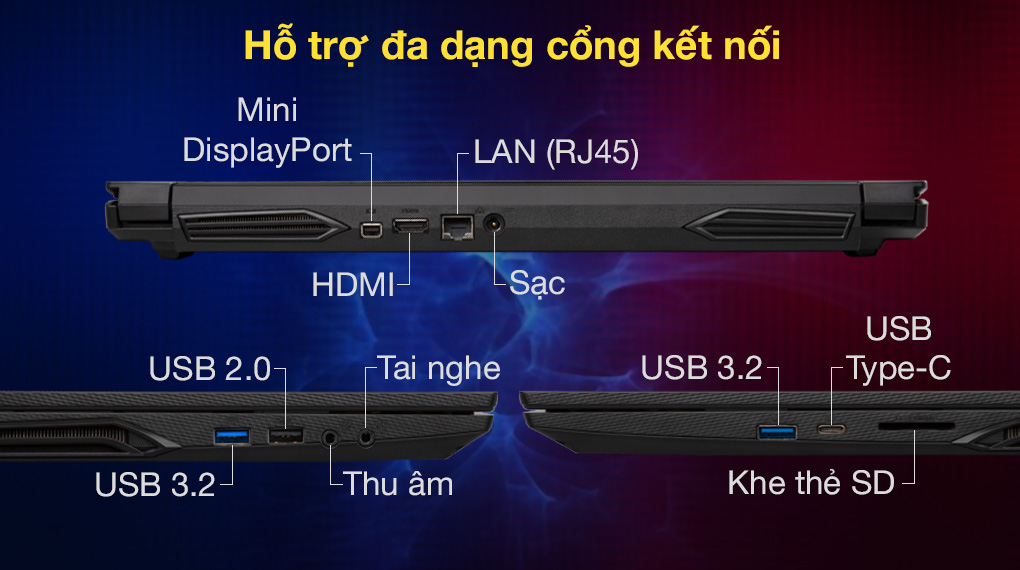 Hỗ trợ đa dạng cổng kết nối
Mini
DisplayPort
LAN (RJ45)
HDMI
Sạc
USB 2.0
Tai nghe
USB 3.2
USB
Type-C
USB 3.2
Thu âm
Khe thẻ SD